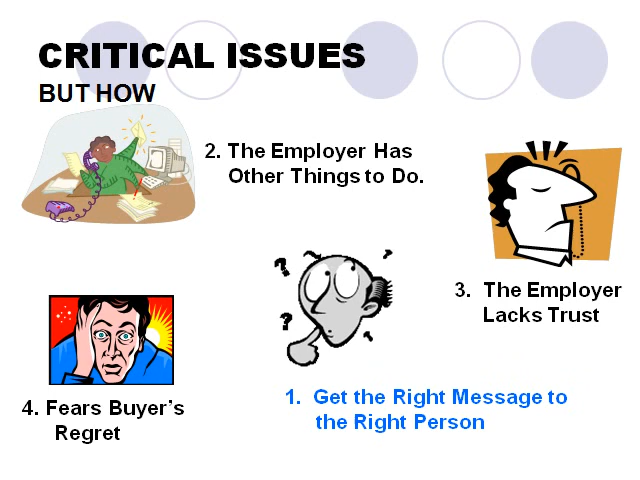 CRITICAL ISSUES
BUT HOW
2. The Employer Has
Other Things to Do.
3. The Employer
Lacks Trust
1. Get the Right Message to
the Right Person
4. Fears Buyer's
Regret